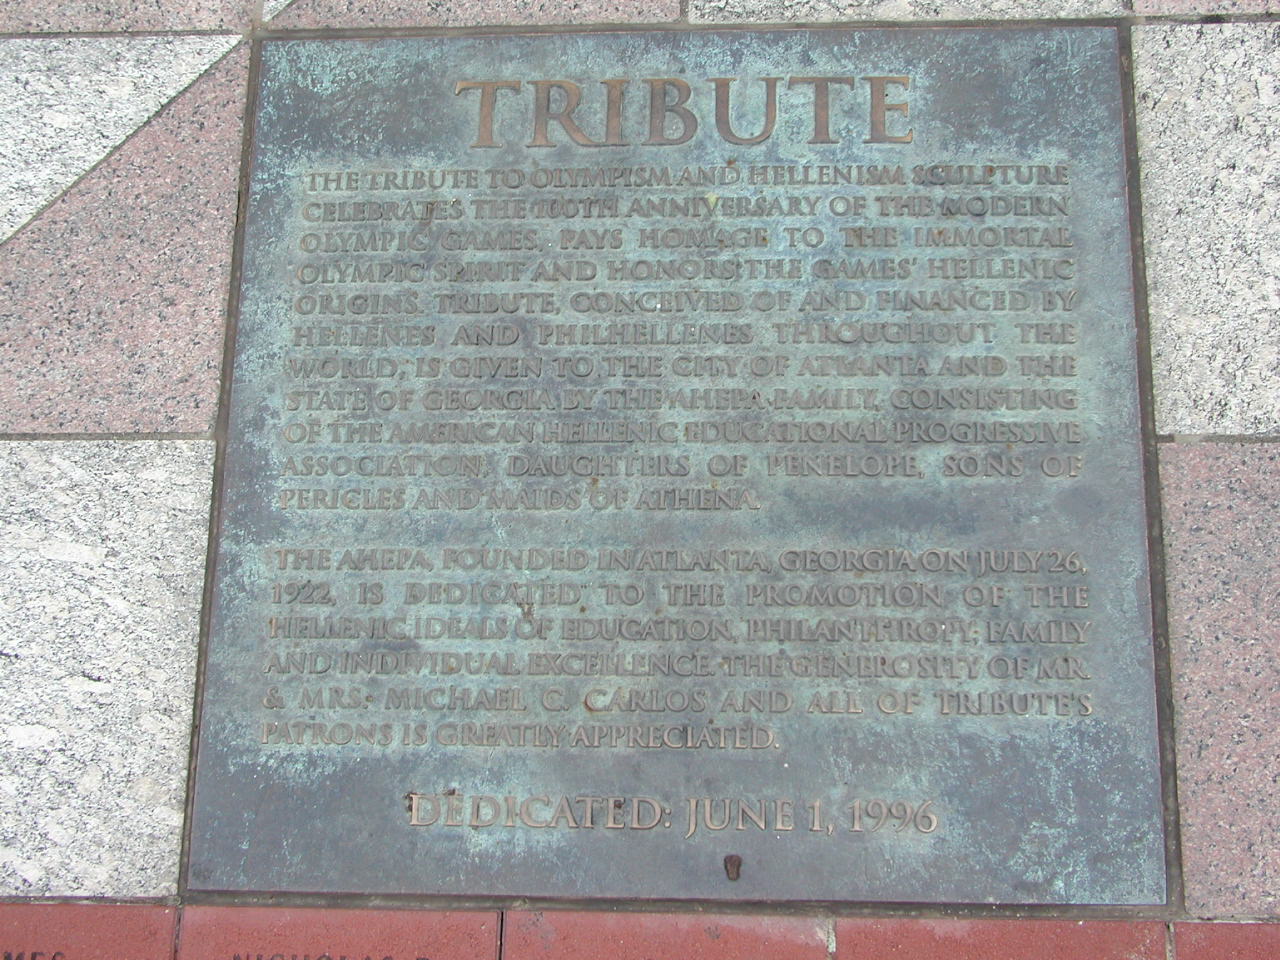 TRIBUTE
THE TRIBUTE TO OLYMPISM AND HELLENISM SCULPTURE
CELEBRATES THE 100TH ANNIVERSARY OF THE MODERN
OLYMPIC GAMES, PAYS HOMAGE TO THE IMMORTAL
OLYMPIC SPIRIT AND HONORS THE GAMES' HELLENIC
ORIGINS. TRIBUTE, CONCEIVED OF AND FINANCED BY
HELLENES AND PHILHELLENES THROUGHOUT THE
WORLD, IS GIVEN TO THE CITY OF ATLANTA AND THE
STATE OF GEORGIA BY THE AHEPA FAMILY, CONSISTING
OF THE AMERICAN HELLENIC EDUCATIONAL PROGRESSIVE
ASSOCIATION, DAUGHTERS OF PENELOPE, SONS OF
PERICLES AND MAIDS OF ATHENA.
THE AHEPA, FOUNDED IN ATLANTA, GEORGIA ON JULY 26,
1922, IS DEDICATED TO THE PROMOTION OF THE
HELLENIC IDEALS OF EDUCATION, PHILANTHROPY, FAMILY
AND INDIVIDUAL EXCELLENCE. THE GENEROSITY OF MR.
& MRS. MICHAEL C. CARLOS AND ALL OF TRIBUTE'S
PATRONS IS GREATLY APPRECIATED.
DEDICATED: JUNE 1, 1996